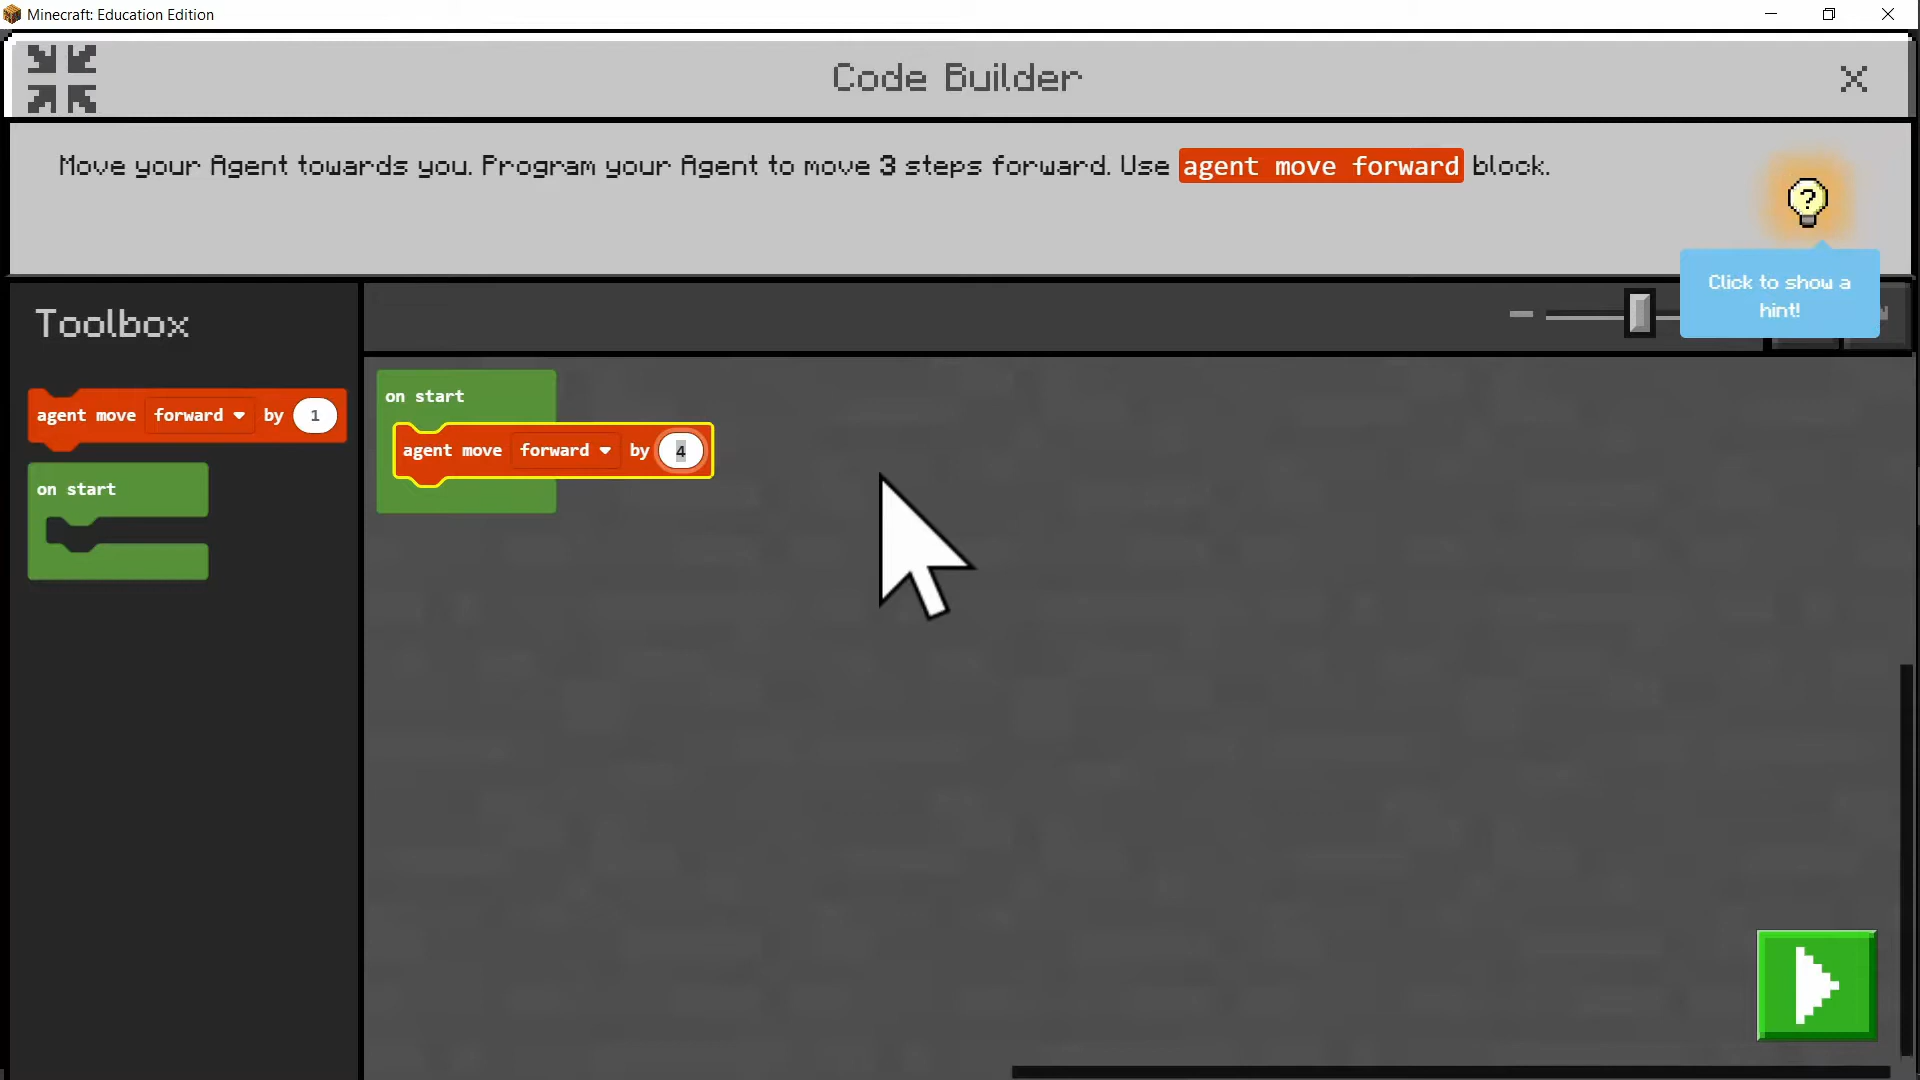 Minecraft: Education Edition
Code Builder
Move your Agent towards you. Program your Agent to move 3 steps forward. Use agent move forward block.
Click to show a
hint!
Toolbox
agent move forward by 1
on start
on start
agent move forward by 4